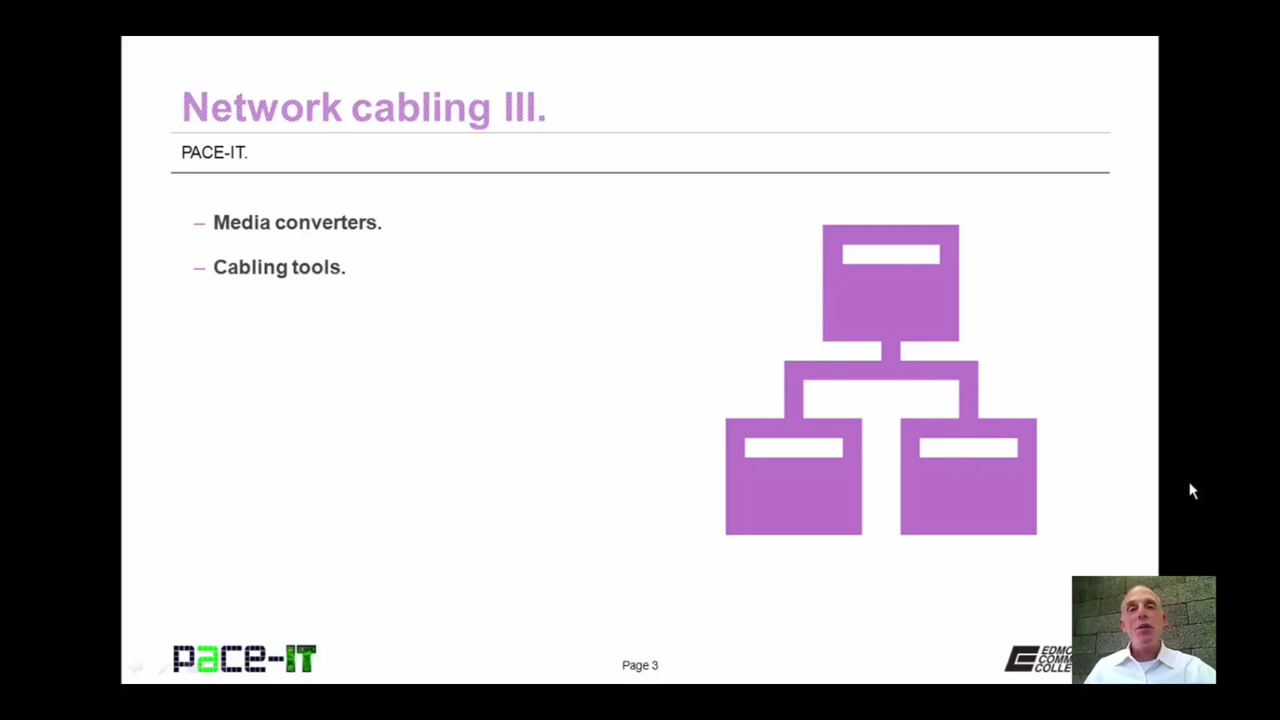 Network cabling III.
PACE-IT.
– Media converters.
– Cabling tools.
pace-IT
Page 3